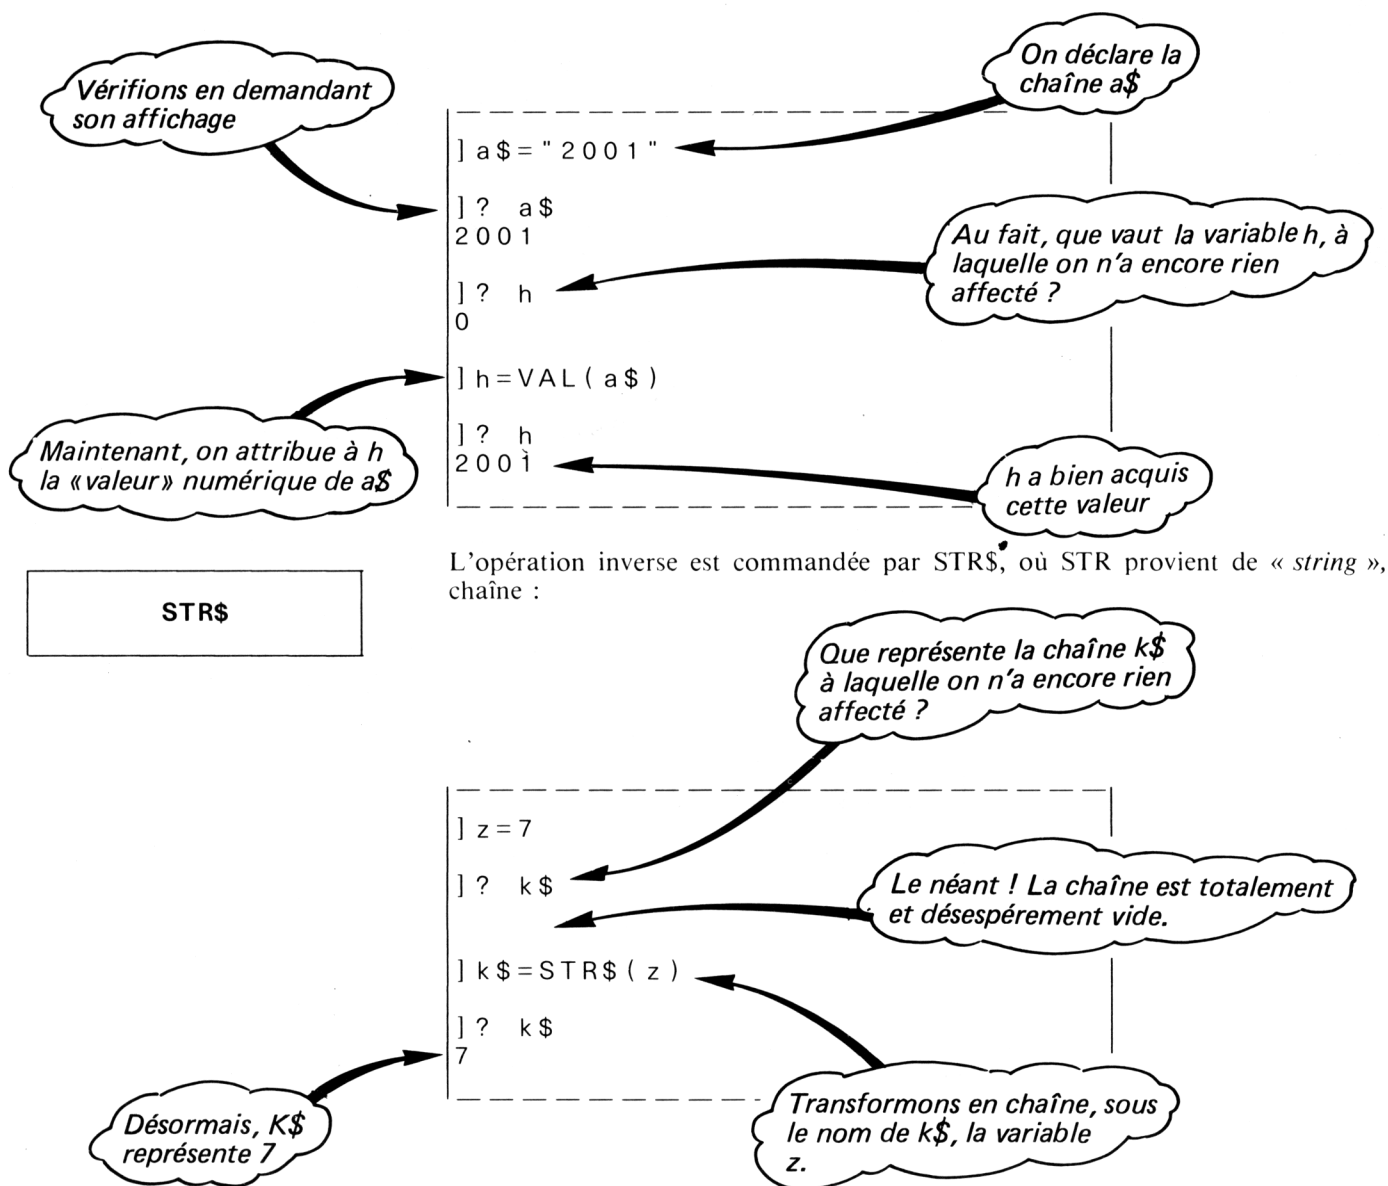 Vérifions en demandant
son affichage
On déclare la
chaîne a$
] a$="2001"
] ? a$
2001
Au fait, que vaut la variable h, à
laquelle on n'a encore rien
affecté ?
] ? h
0
] h=VAL(a$)
Maintenant, on attribue à h
la «valeur» numérique de a$
] ? h
2001
h a bien acquis
cette valeur
L'opération inverse est commandée par STR$, où STR provient de « string »,
chaîne :
STR$
Que représente la chaîne k$
à laquelle on n'a encore rien
affecté ?
] z=7
] ? k$
Le néant ! La chaîne est totalement
et désespérement vide.
] k$=STR$(z)
] ? k$
7
Désormais, K$
représente 7
Transformons en chaîne, sous
le nom de k$, la variable
z.